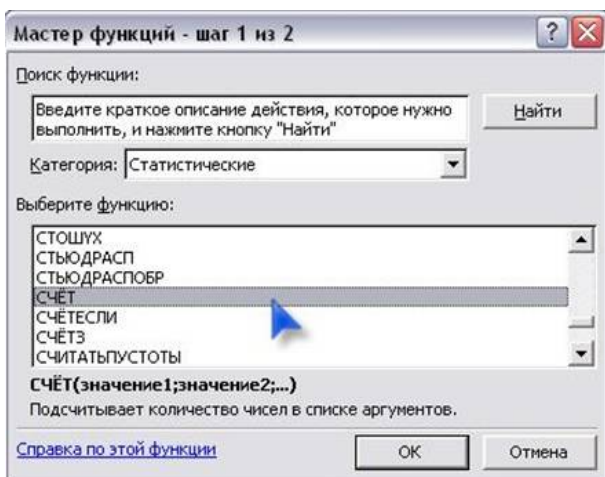 Мастер функций - шаг 1 из 2
Поиск функции:
Введите краткое описание действия, которое нужно
выполнить, и нажмите кнопку "Найти"
Найти
Категория: Статистические
Выберите функцию:
СТОШYX
СТЬЮДРАСП
СТЬЮДРАСПОБР
СЧЁТ
СЧЁТЕСЛИ
СЧЁТЗ
СЧИТАТЬПУСТОТЫ
СЧЁТ(значение1;значение2;...)
Подсчитывает количество чисел в списке аргументов.
Справка по этой функции
ОК
Отмена